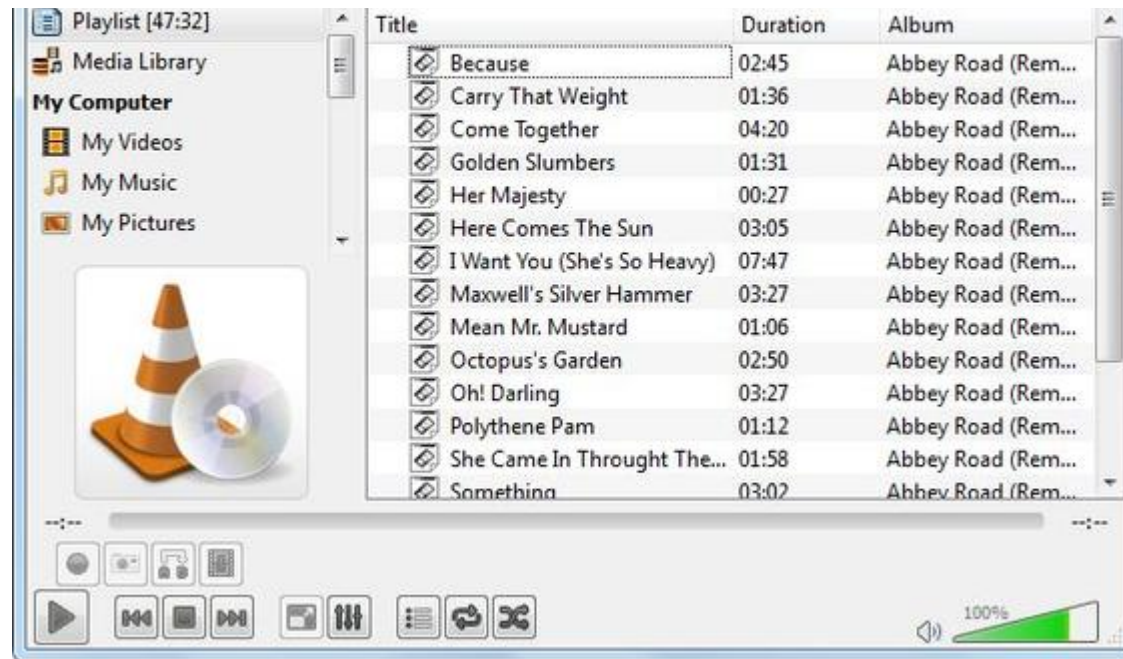 Playlist [47:32]
Media Library
My Computer
My Videos
My Music
My Pictures
Title Duration Album
Because 02:45 Abbey Road (Rem...
Carry That Weight 01:36 Abbey Road (Rem...
Come Together 04:20 Abbey Road (Rem...
Golden Slumbers 01:31 Abbey Road (Rem...
Her Majesty 00:27 Abbey Road (Rem...
Here Comes The Sun 03:05 Abbey Road (Rem...
I Want You (She's So Heavy) 07:47 Abbey Road (Rem...
Maxwell's Silver Hammer 03:27 Abbey Road (Rem...
Mean Mr. Mustard 01:06 Abbey Road (Rem...
Octopus's Garden 02:50 Abbey Road (Rem...
Oh! Darling 03:27 Abbey Road (Rem...
Polythene Pam 01:12 Abbey Road (Rem...
She Came In Throught The... 01:58 Abbey Road (Rem...
Something 03:02 Abbey Road (Rem...
--:-- --:--
100%